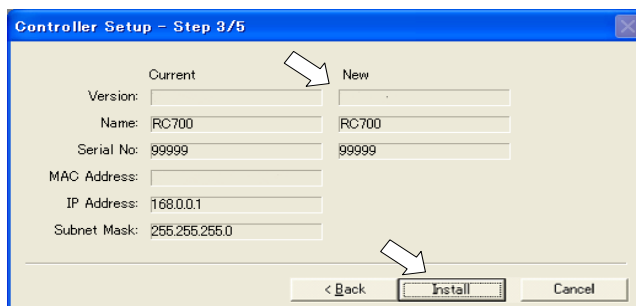 Controller Setup - Step 3/5
Current New
Version:
Name: RC700 RC700
Serial No: 99999 99999
MAC Address:
IP Address: 168.0.0.1
Subnet Mask: 255.255.255.0
< Back Install Cancel